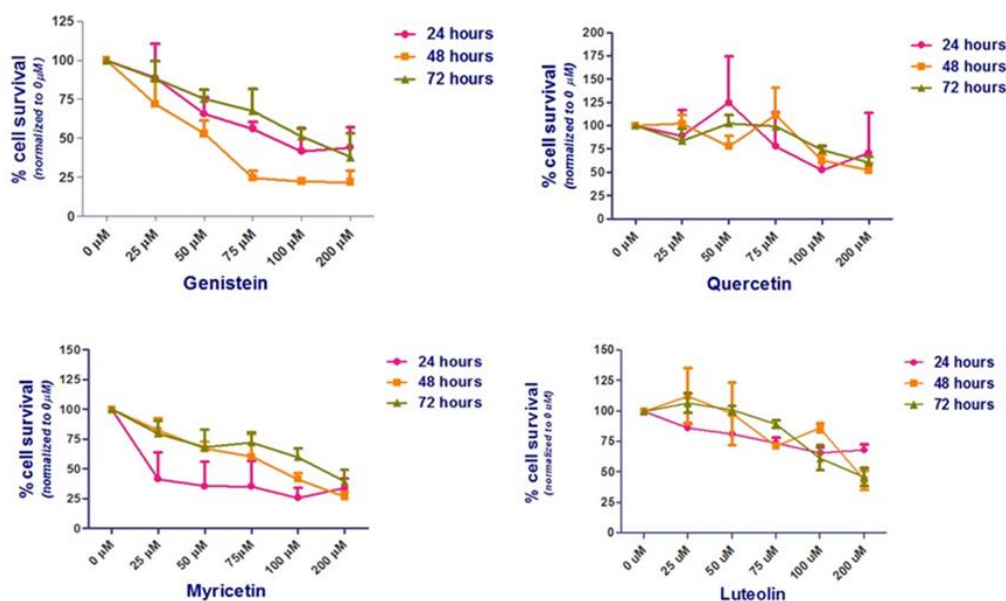 % cell survival
(normalized to 0µM)
125
100
75
50
25
0
24 hours
48 hours
72 hours
0 µM
25 µM
50 µM
75 µM
100 µM
200 µM
Genistein
% cell survival
(normalized to 0 µM)
200
175
150
125
100
75
50
25
0
24 hours
48 hours
72 hours
0 µM
25 µM
50 µM
75 µM
100 µM
200 µM
Quercetin
% cell survival
(normalized to 0µM)
150
125
100
75
50
25
0
24 hours
48 hours
72 hours
0 µM
25 µM
50 µM
75µM
100 µM
200 µM
Myricetin
% cell survival
(normalized to 0 uM)
150
125
100
75
50
25
0
24 hours
48 hours
72 hours
0 uM
25 uM
50 uM
75 uM
100 uM
200 uM
Luteolin